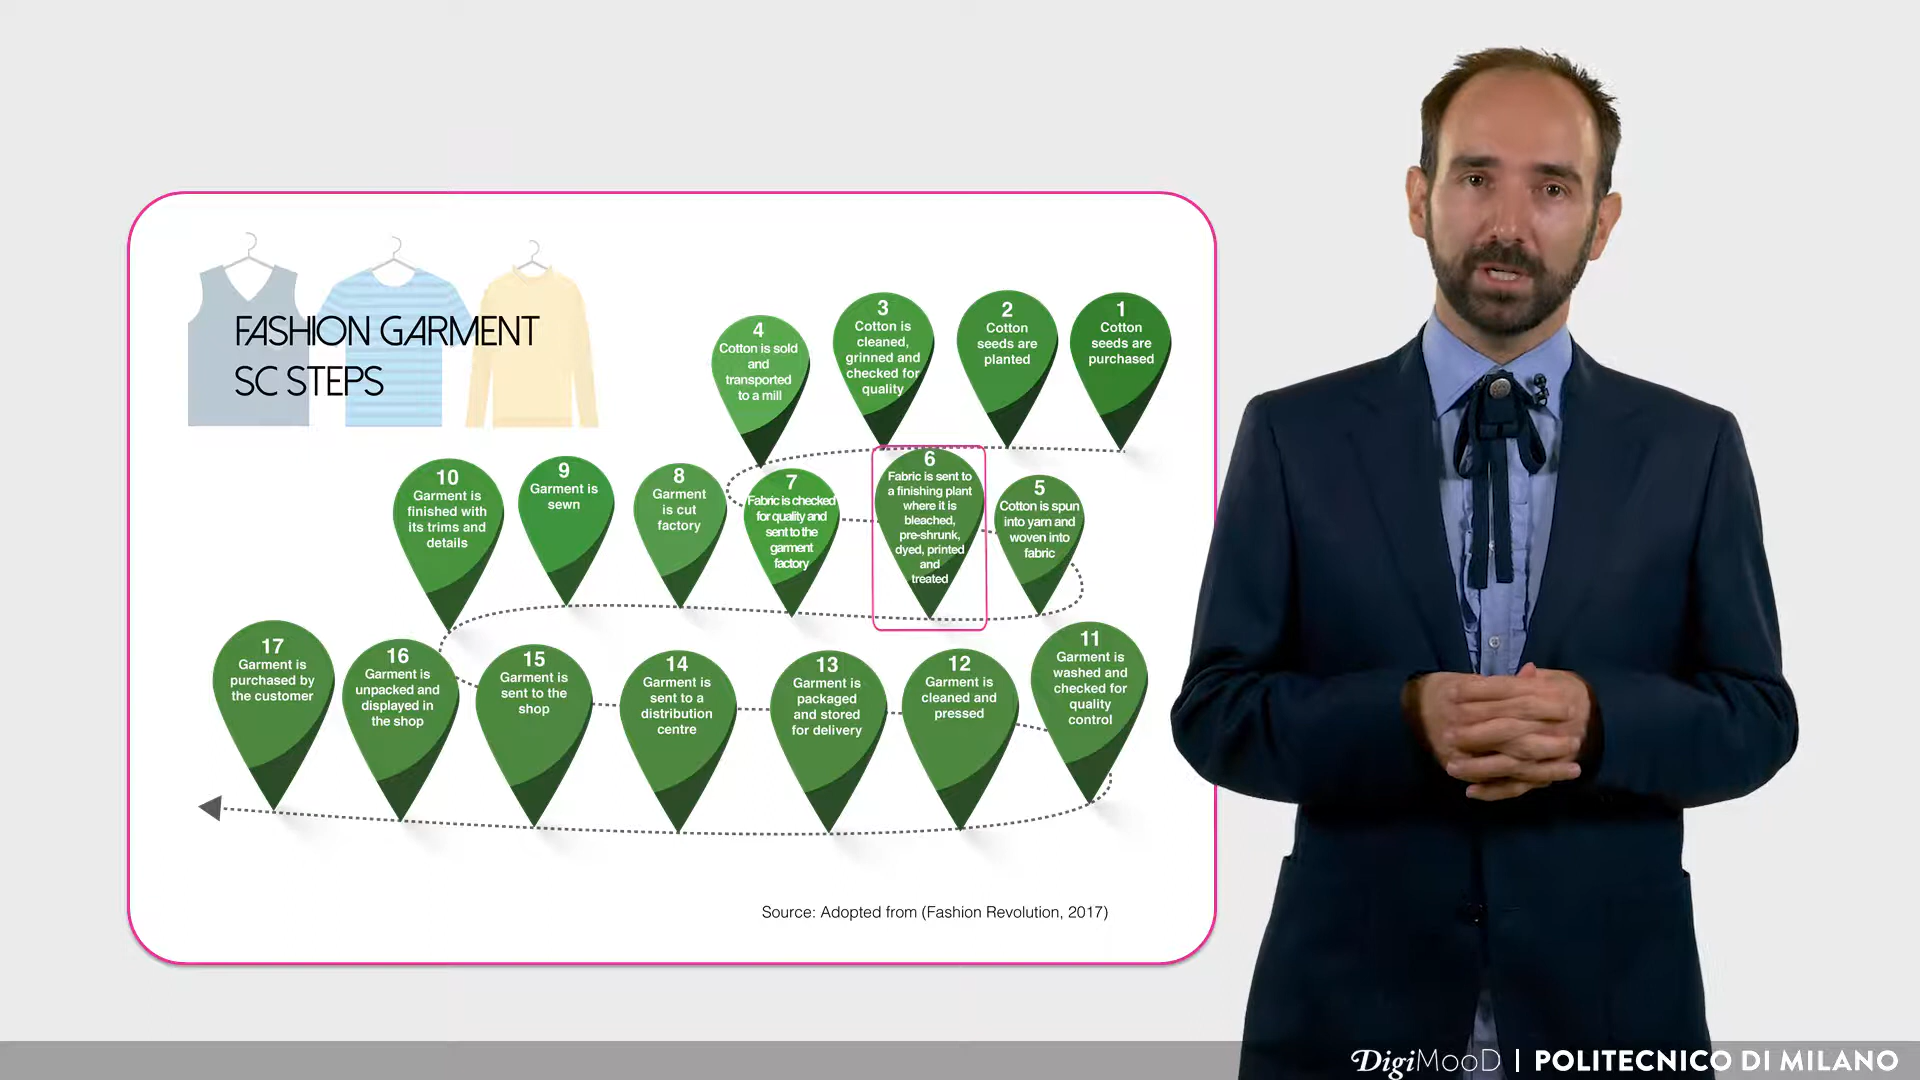 FASHION GARMENT
SC STEPS
1
Cotton
seeds are
purchased
2
Cotton
seeds are
planted
3
Cotton is
cleaned,
grinned and
checked for
quality
4
Cotton is sold
and
transported
to a mill
5
Cotton is spun
into yarn and
woven into
fabric
6
Fabric is sent to
a finishing plant
where it is
bleached,
pre-shrunk,
dyed, printed
and
treated
7
Fabric is checked
for quality and
sent to the
garment
factory
8
Garment
is cut
factory
9
Garment is
sewn
10
Garment is
finished with
its trims and
details
11
Garment is
washed and
checked for
quality
control
12
Garment is
cleaned and
pressed
13
Garment is
packaged
and stored
for delivery
14
Garment is
sent to a
distribution
centre
15
Garment is
sent to the
shop
16
Garment is
unpacked and
displayed in
the shop
17
Garment is
purchased by
the customer
Source: Adopted from (Fashion Revolution, 2017)
DigiMooD | POLITECNICO DI MILANO